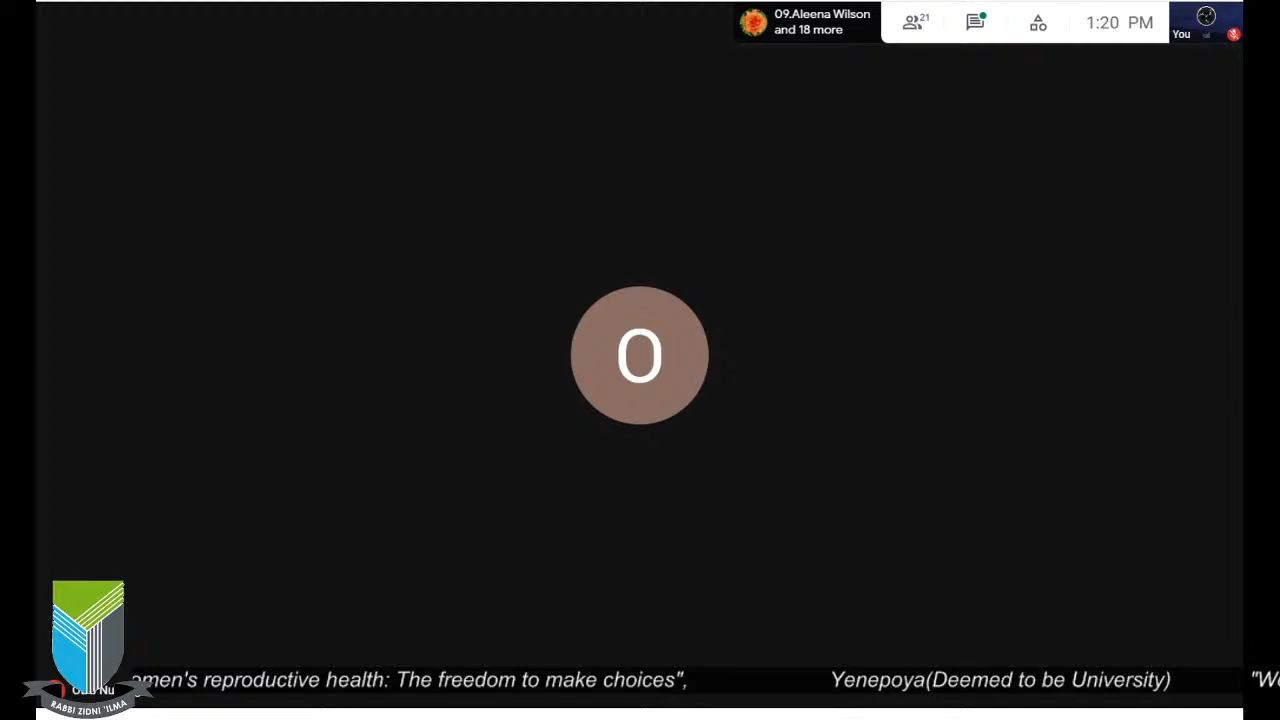 09.Aleena Wilson
and 18 more
21
1:20 PM
You
O
omen's reproductive health: The freedom to make choices",
Yenepoya(Deemed to be University)
"We
RABBI ZIDNI 'ILMA